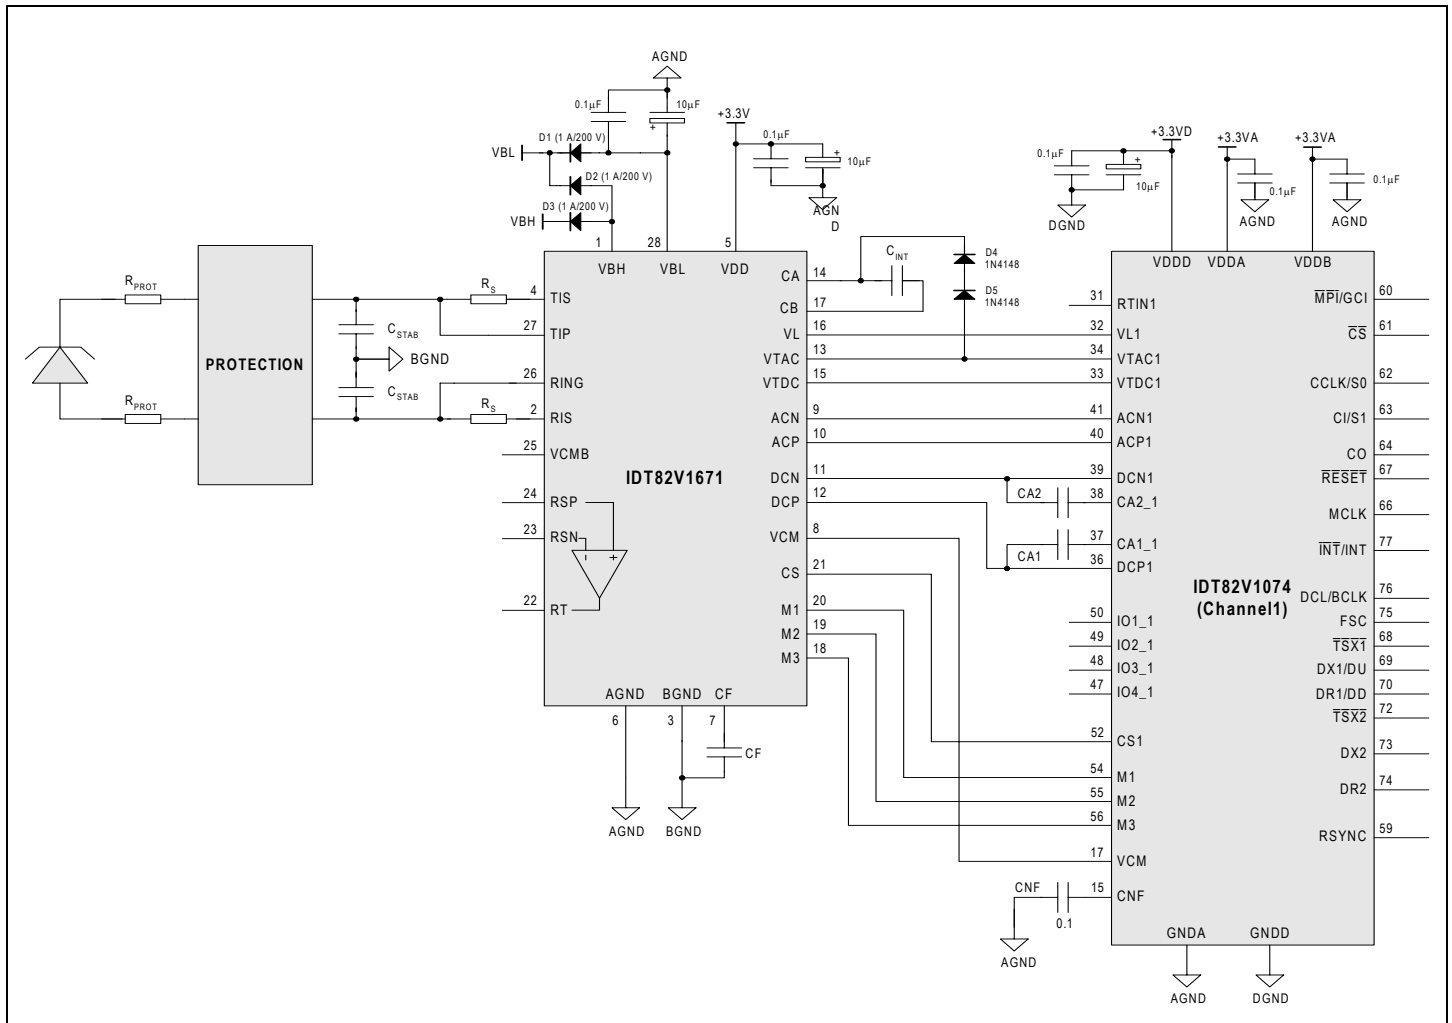 AGND
0.1µF
10µF
+
D1 (1 A/200 V)
VBL
D2 (1 A/200 V)
D3 (1 A/200 V)
VBH
+3.3V
0.1µF
+
10µF
AGN
D
+3.3VD
0.1µF
+
10µF
DGND
+3.3VA
0.1µF
AGND
+3.3VA
0.1µF
AGND
1
28
5
VBH
VBL
VDD
RPROT
RPROT
PROTECTION
CSTAB
BGND
CSTAB
RS
RS
4
TIS
27
TIP
26
RING
2
RIS
25
VCMB
24
RSP
23
RSN
-
+
22
RT
IDT82V1671
CA
14
CB
17
VL
16
VTAC
13
VTDC
15
ACN
9
ACP
10
DCN
11
DCP
12
VCM
8
CS
21
M1
20
M2
19
M3
18
AGND
BGND
CF
6
3
7
CF
AGND
BGND
CINT
D4
1N4148
D5
1N4148
CA2
CA1
VDDD
VDDA
VDDB
31
RTIN1
32
VL1
34
VTAC1
33
VTDC1
41
ACN1
40
ACP1
39
DCN1
38
CA2_1
37
CA1_1
36
DCP1
50
IO1_1
49
IO2_1
48
IO3_1
47
IO4_1
52
CS1
54
M1
55
M2
56
M3
17
VCM
CNF
15
CNF
0.1
AGND
IDT82V1074
(Channel1)
MPI/GCI
60
CS
61
CCLK/S0
62
CI/S1
63
CO
64
RESET
67
MCLK
66
INT/INT
77
DCL/BCLK
76
FSC
75
TSX1
68
DX1/DU
69
DR1/DD
70
TSX2
72
DX2
73
DR2
74
RSYNC
59
GNDA
GNDD
AGND
DGND